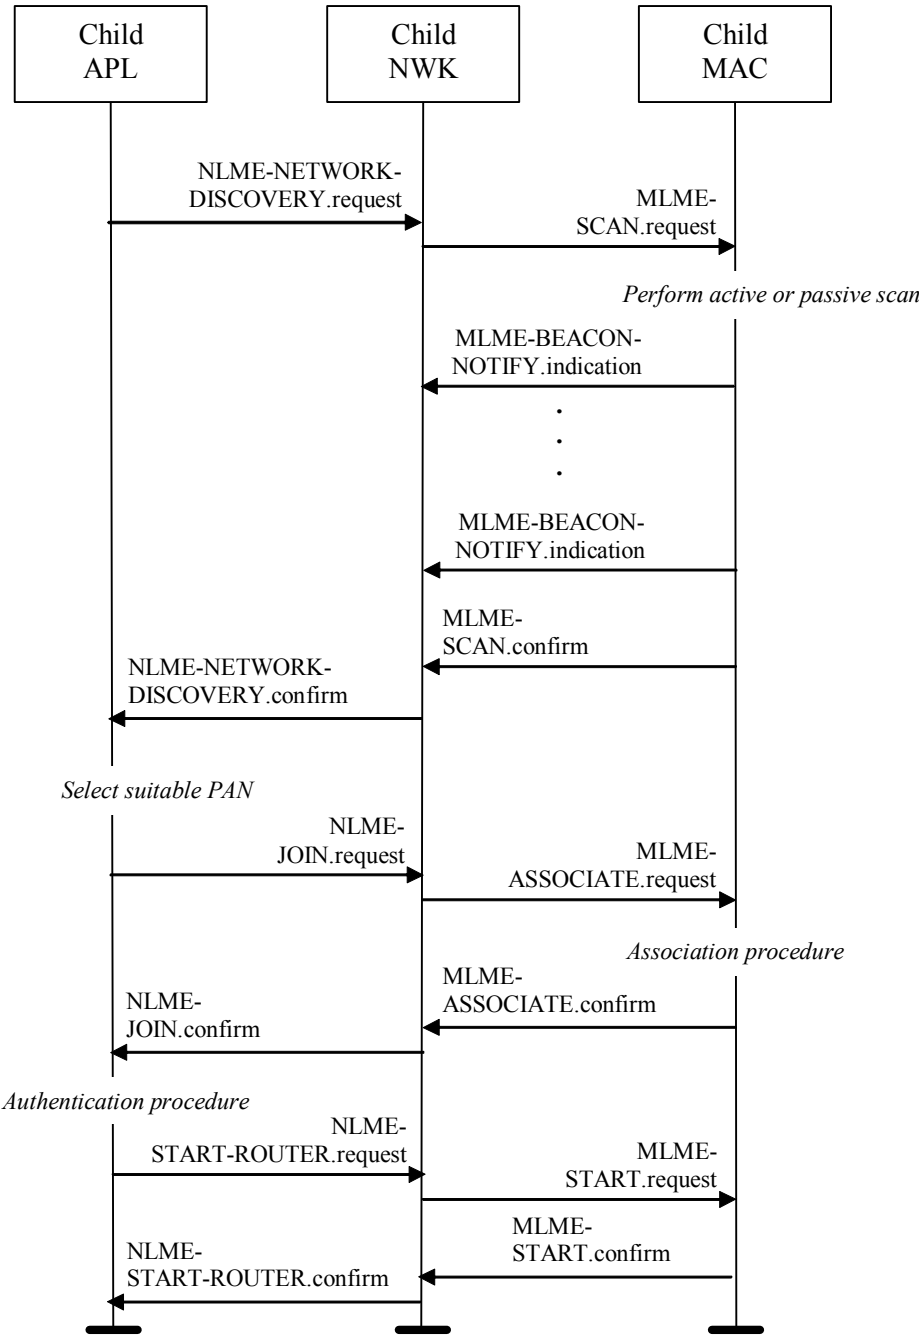 Child
APL
Child
NWK
Child
MAC
NLME-NETWORK-
DISCOVERY.request
MLME-
SCAN.request
Perform active or passive scan
MLME-BEACON-
NOTIFY.indication
.
.
.
MLME-BEACON-
NOTIFY.indication
MLME-
SCAN.confirm
NLME-NETWORK-
DISCOVERY.confirm
Select suitable PAN
NLME-
JOIN.request
MLME-
ASSOCIATE.request
Association procedure
MLME-
ASSOCIATE.confirm
NLME-
JOIN.confirm
Authentication procedure
NLME-
START-ROUTER.request
MLME-
START.request
MLME-
START.confirm
NLME-
START-ROUTER.confirm